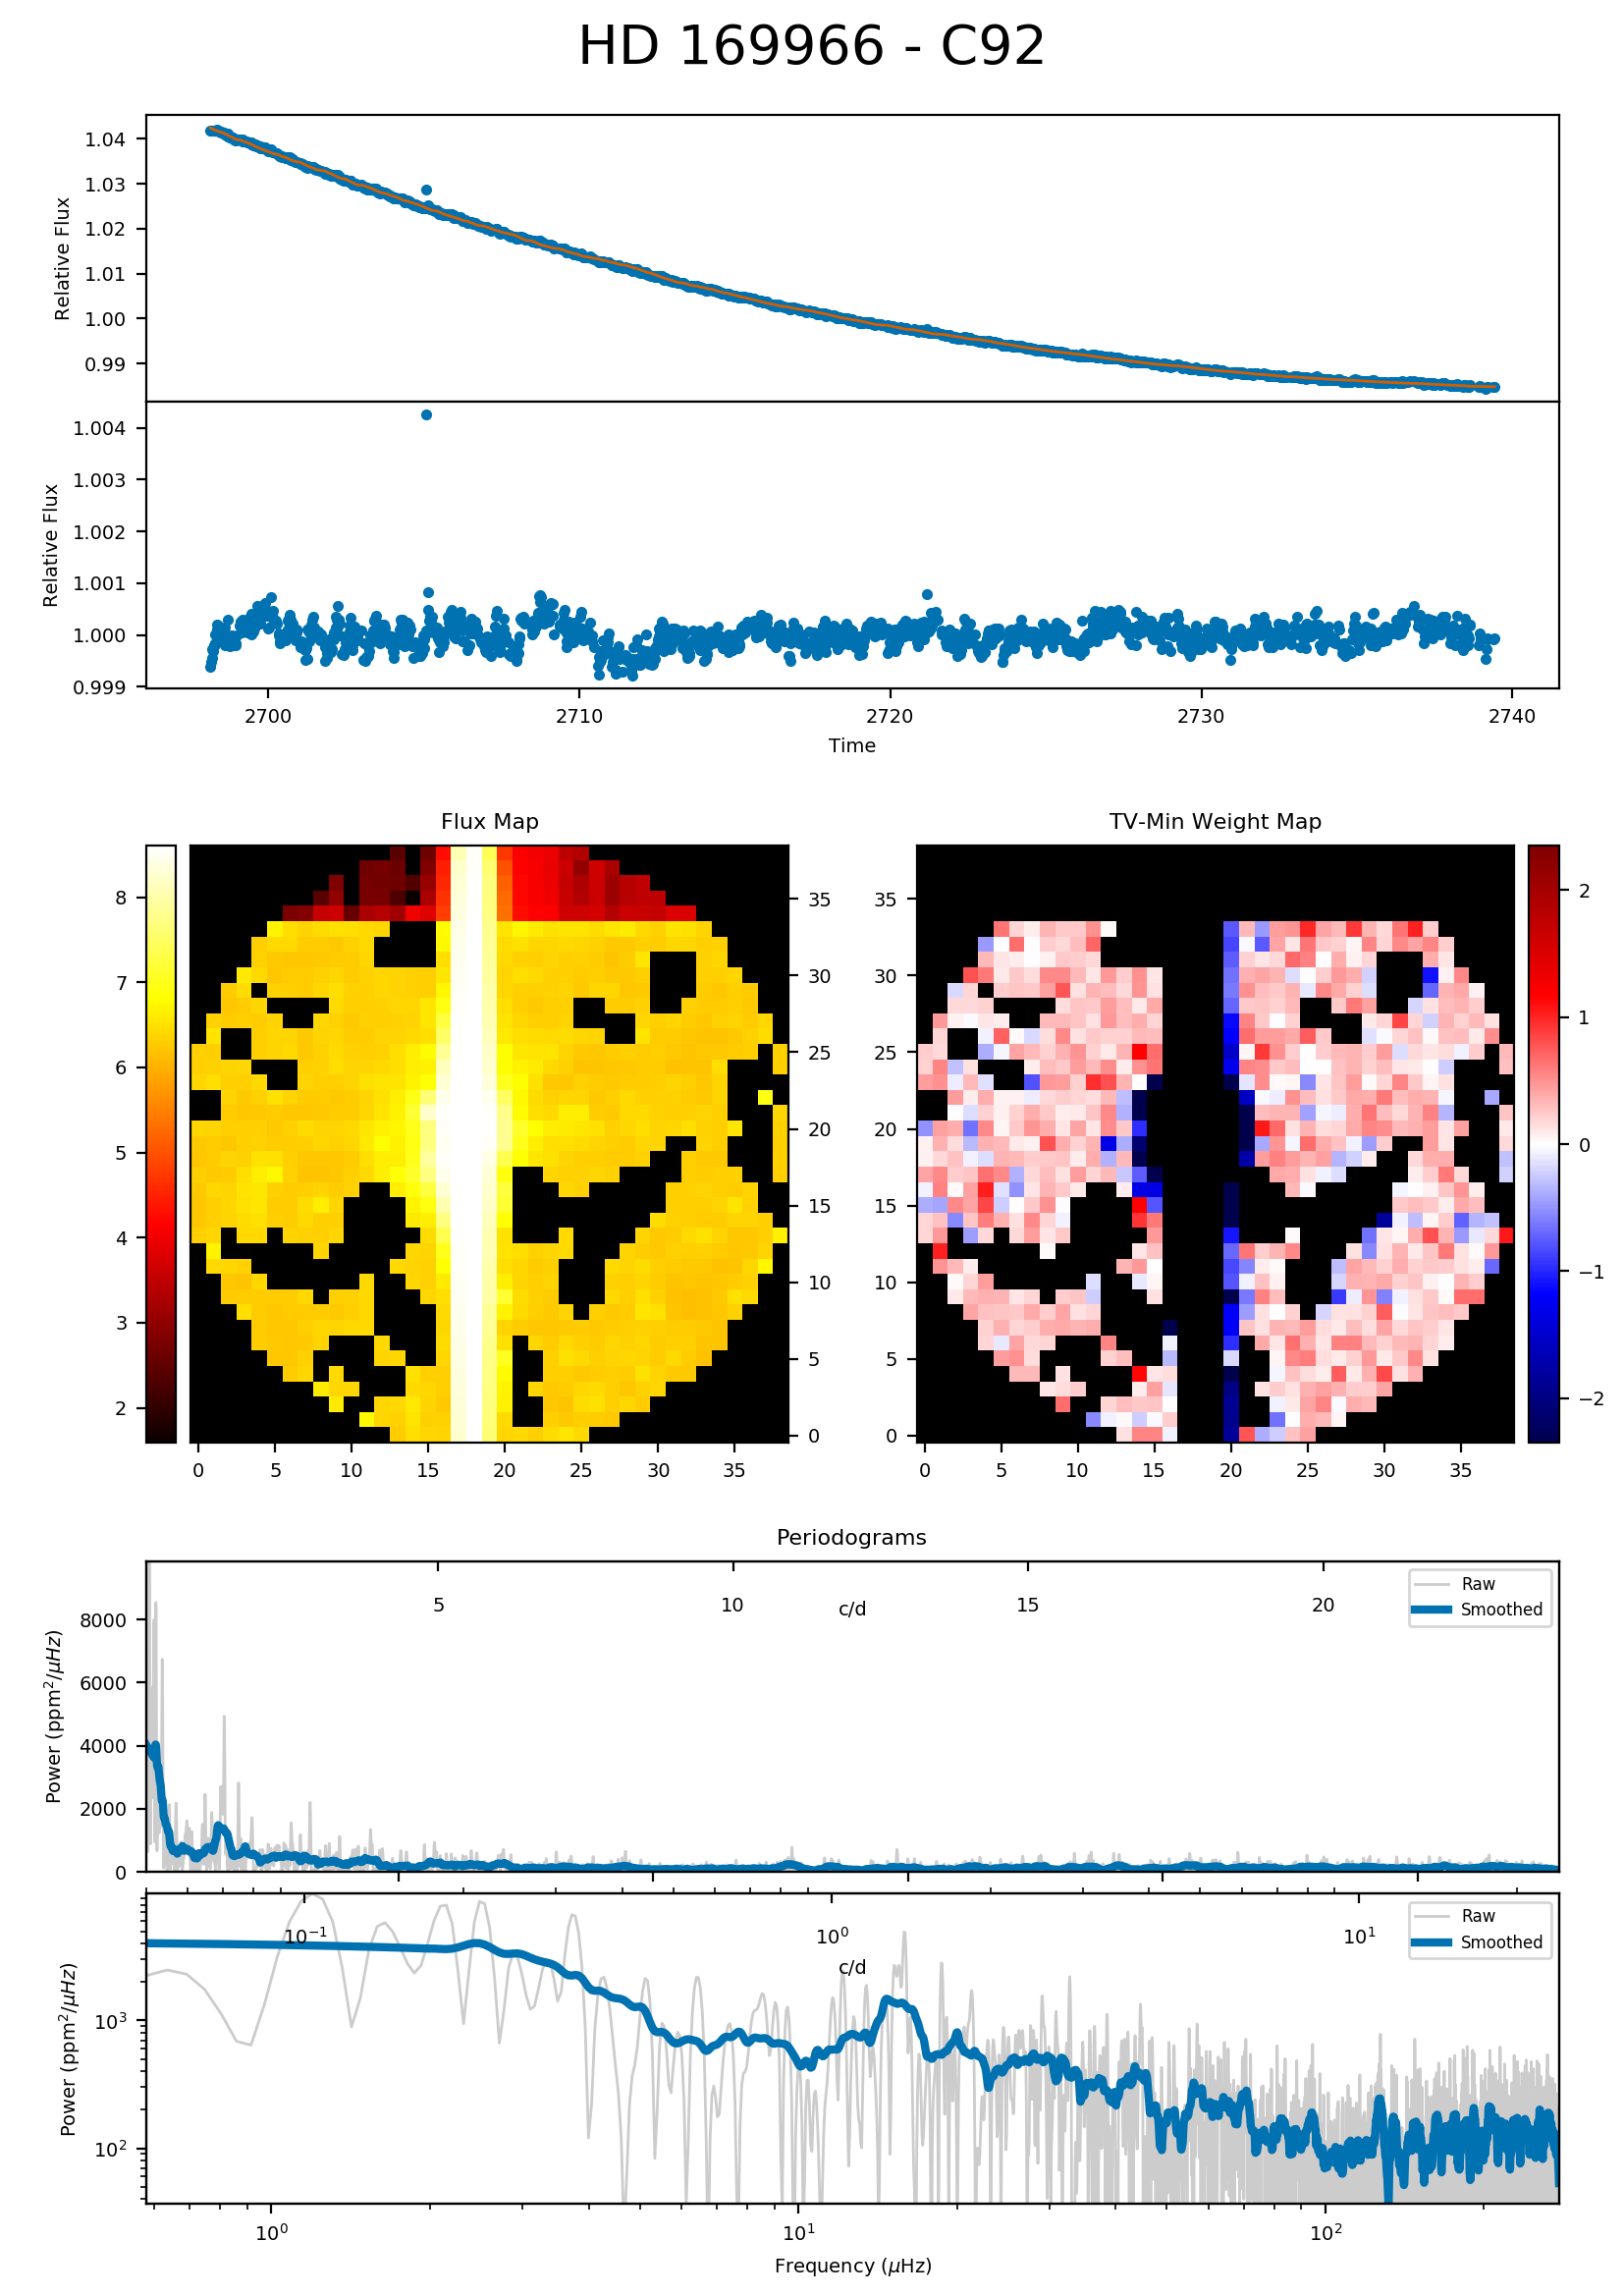 HD 169966 - C92
1.04
1.03
1.02
1.01
1.00
0.99
Relative Flux
1.004
1.003
1.002
1.001
1.000
0.999
Relative Flux
2700 2710 2720 2730 2740
Time
Flux Map
8
7
6
5
4
3
2
35
30
25
20
15
10
5
0
0 5 10 15 20 25 30 35
TV-Min Weight Map
35
30
25
20
15
10
5
0
0 5 10 15 20 25 30 35
2
1
0
−1
−2
Periodograms
5 10 15 20
c/d
Raw
Smoothed
8000
6000
4000
2000
0
Power (ppm²/μHz)
10⁻¹ 10⁰ 10¹
c/d
Raw
Smoothed
10³
10²
Power (ppm²/μHz)
10⁰ 10¹ 10²
Frequency (μHz)